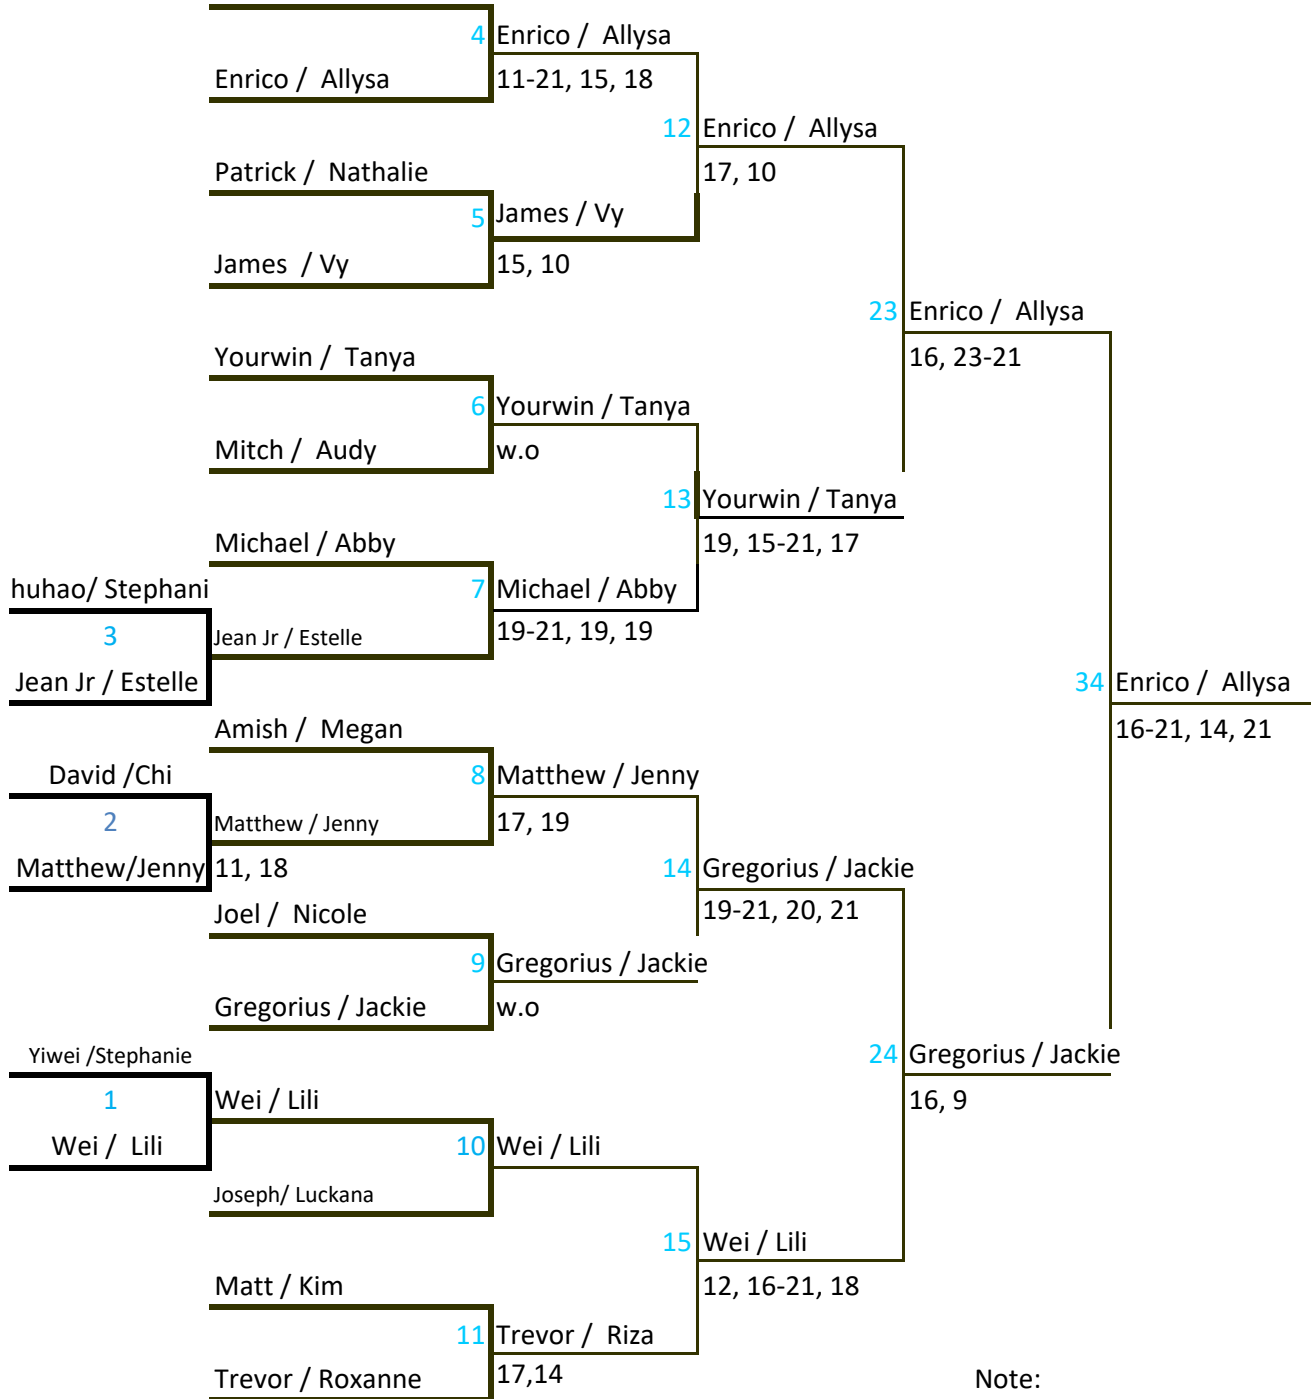 4 Enrico / Allysa
Enrico / Allysa 11-21, 15, 18
12 Enrico / Allysa
Patrick / Nathalie 17, 10
5 James / Vy
James / Vy 15, 10
23 Enrico / Allysa
Yourwin / Tanya 16, 23-21
6 Yourwin / Tanya
Mitch / Audy w.o
13 Yourwin / Tanya
Michael / Abby 19, 15-21, 17
huhao/ Stephani 7 Michael / Abby
3 Jean Jr / Estelle 19-21, 19, 19
Jean Jr / Estelle 34 Enrico / Allysa
Amish / Megan 16-21, 14, 21
David /Chi 8 Matthew / Jenny
2 Matthew / Jenny 17, 19
Matthew/Jenny 11, 18 14 Gregorius / Jackie
Joel / Nicole 19-21, 20, 21
9 Gregorius / Jackie
Gregorius / Jackie w.o
Yiwei /Stephanie 24 Gregorius / Jackie
1 Wei / Lili 16, 9
Wei / Lili 10 Wei / Lili
Joseph/ Luckana
15 Wei / Lili
Matt / Kim 12, 16-21, 18
11 Trevor / Riza
Trevor / Roxanne 17,14 Note: